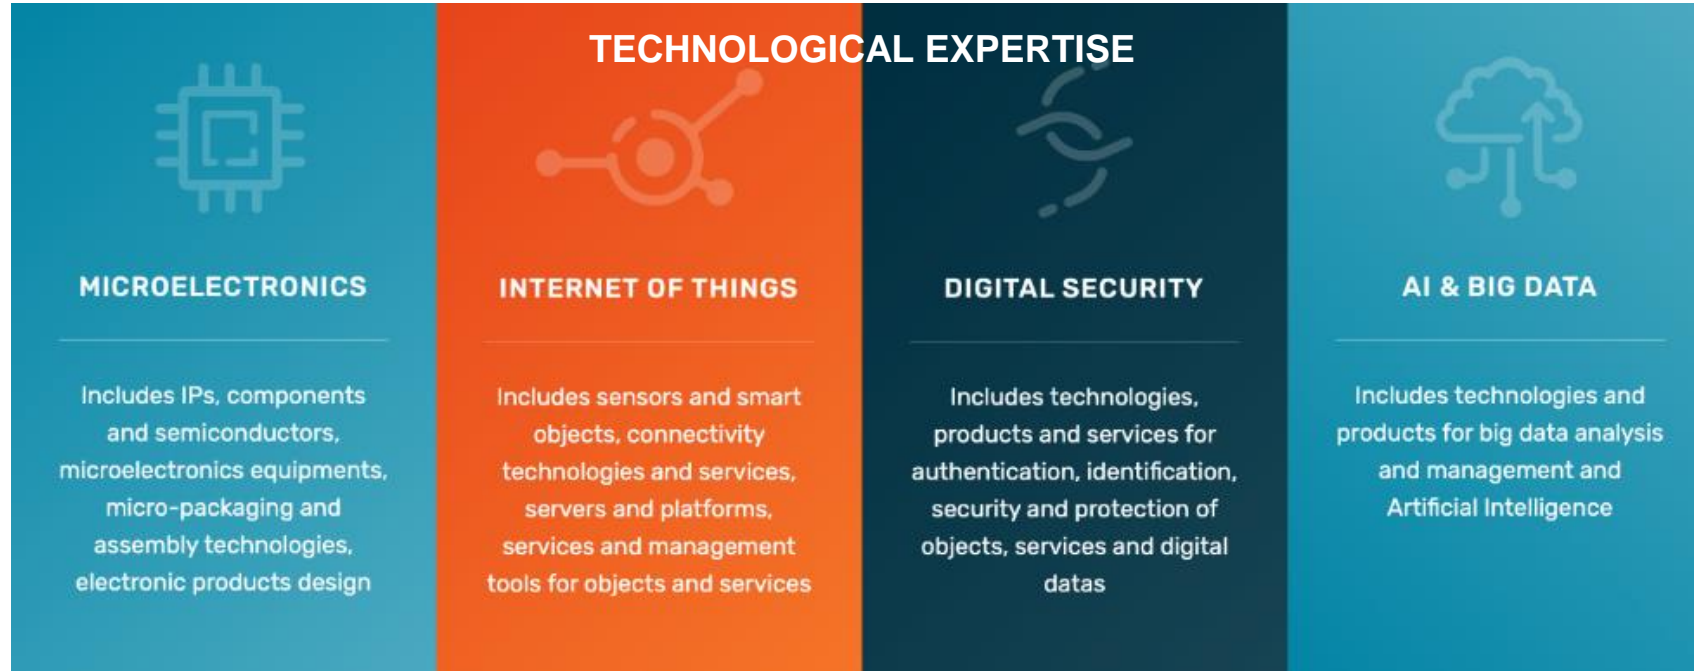 TECHNOLOGICAL EXPERTISE
MICROELECTRONICS
Includes IPs, components
and semiconductors,
microelectronics equipments,
micro-packaging and
assembly technologies,
electronic products design
INTERNET OF THINGS
Includes sensors and smart
objects, connectivity
technologies and services,
servers and platforms,
services and management
tools for objects and services
DIGITAL SECURITY
Includes technologies,
products and services for
authentication, identification,
security and protection of
objects, services and digital
datas
AI & BIG DATA
Includes technologies and
products for big data analysis
and management and
Artificial Intelligence